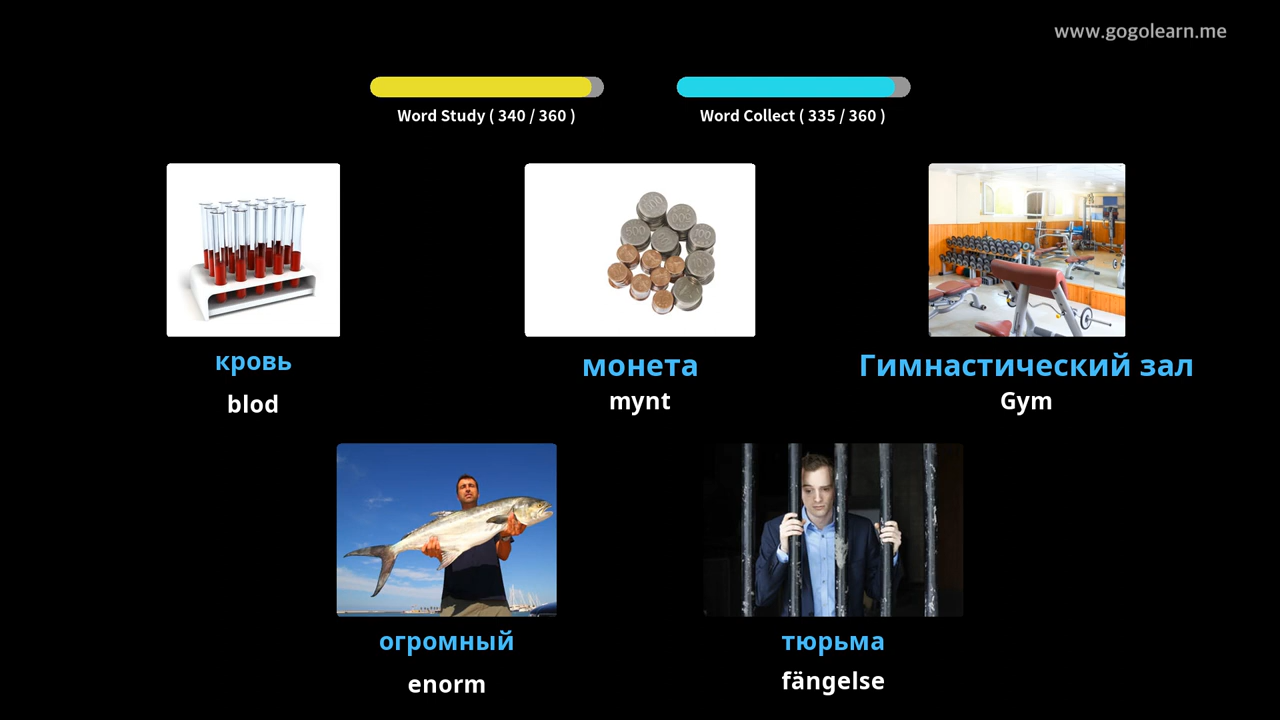 www.gogolearn.me
Word Study ( 340 / 360 )
Word Collect ( 335 / 360 )
кровь
blod
монета
mynt
Гимнастический зал
Gym
огромный
enorm
тюрьма
fängelse